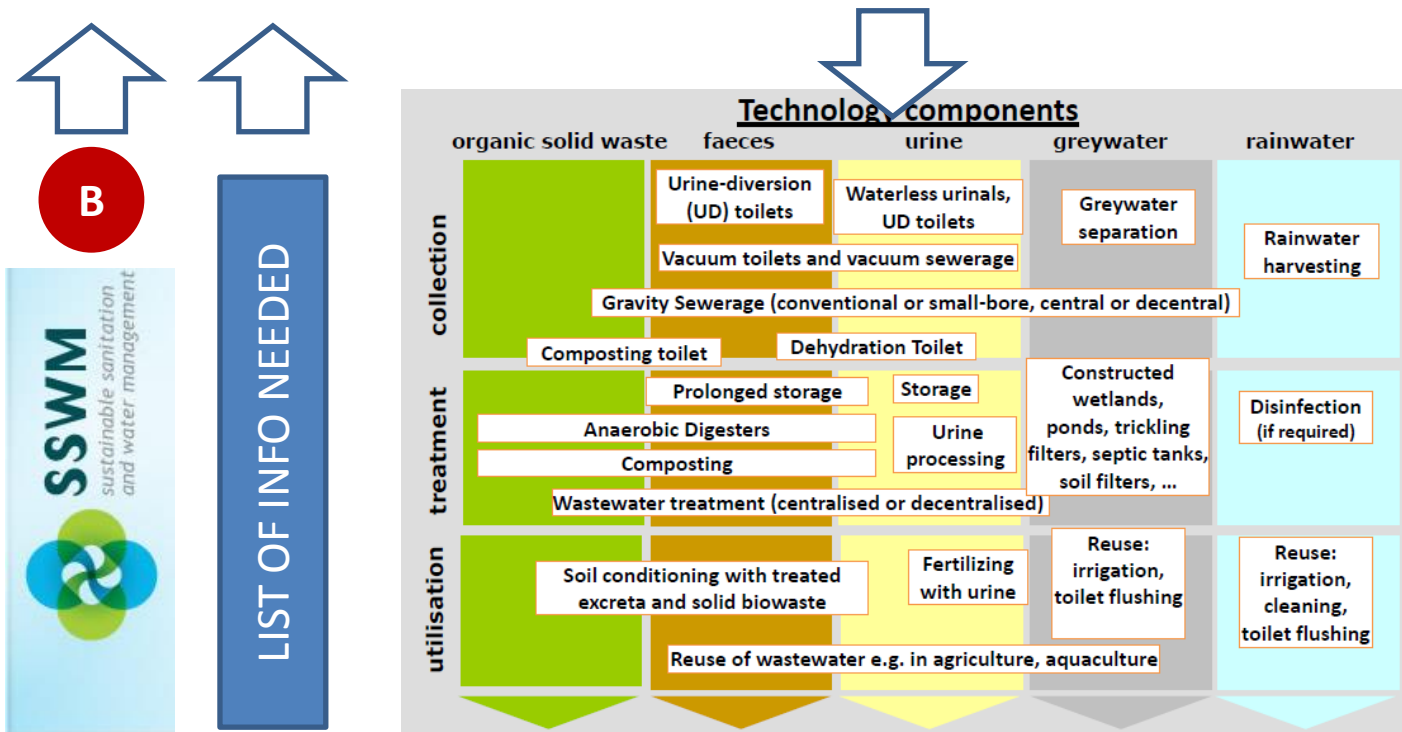 B
SSWM
sustainable sanitation
and water management
LIST OF INFO NEEDED
Technology components
organic solid waste
faeces
urine
greywater
rainwater
collection
Urine-diversion
(UD) toilets
Waterless urinals,
UD toilets
Greywater
separation
Rainwater
harvesting
Vacuum toilets and vacuum sewerage
Gravity Sewerage (conventional or small-bore, central or decentral)
Composting toilet
Dehydration Toilet
treatment
Prolonged storage
Storage
Constructed
wetlands,
ponds, trickling
filters, septic tanks,
soil filters, ...
Disinfection
(if required)
Anaerobic Digesters
Urine
processing
Composting
Wastewater treatment (centralised or decentralised)
utilisation
Soil conditioning with treated
excreta and solid biowaste
Fertilizing
with urine
Reuse:
irrigation,
toilet flushing
Reuse:
irrigation,
cleaning,
toilet flushing
Reuse of wastewater e.g. in agriculture, aquaculture